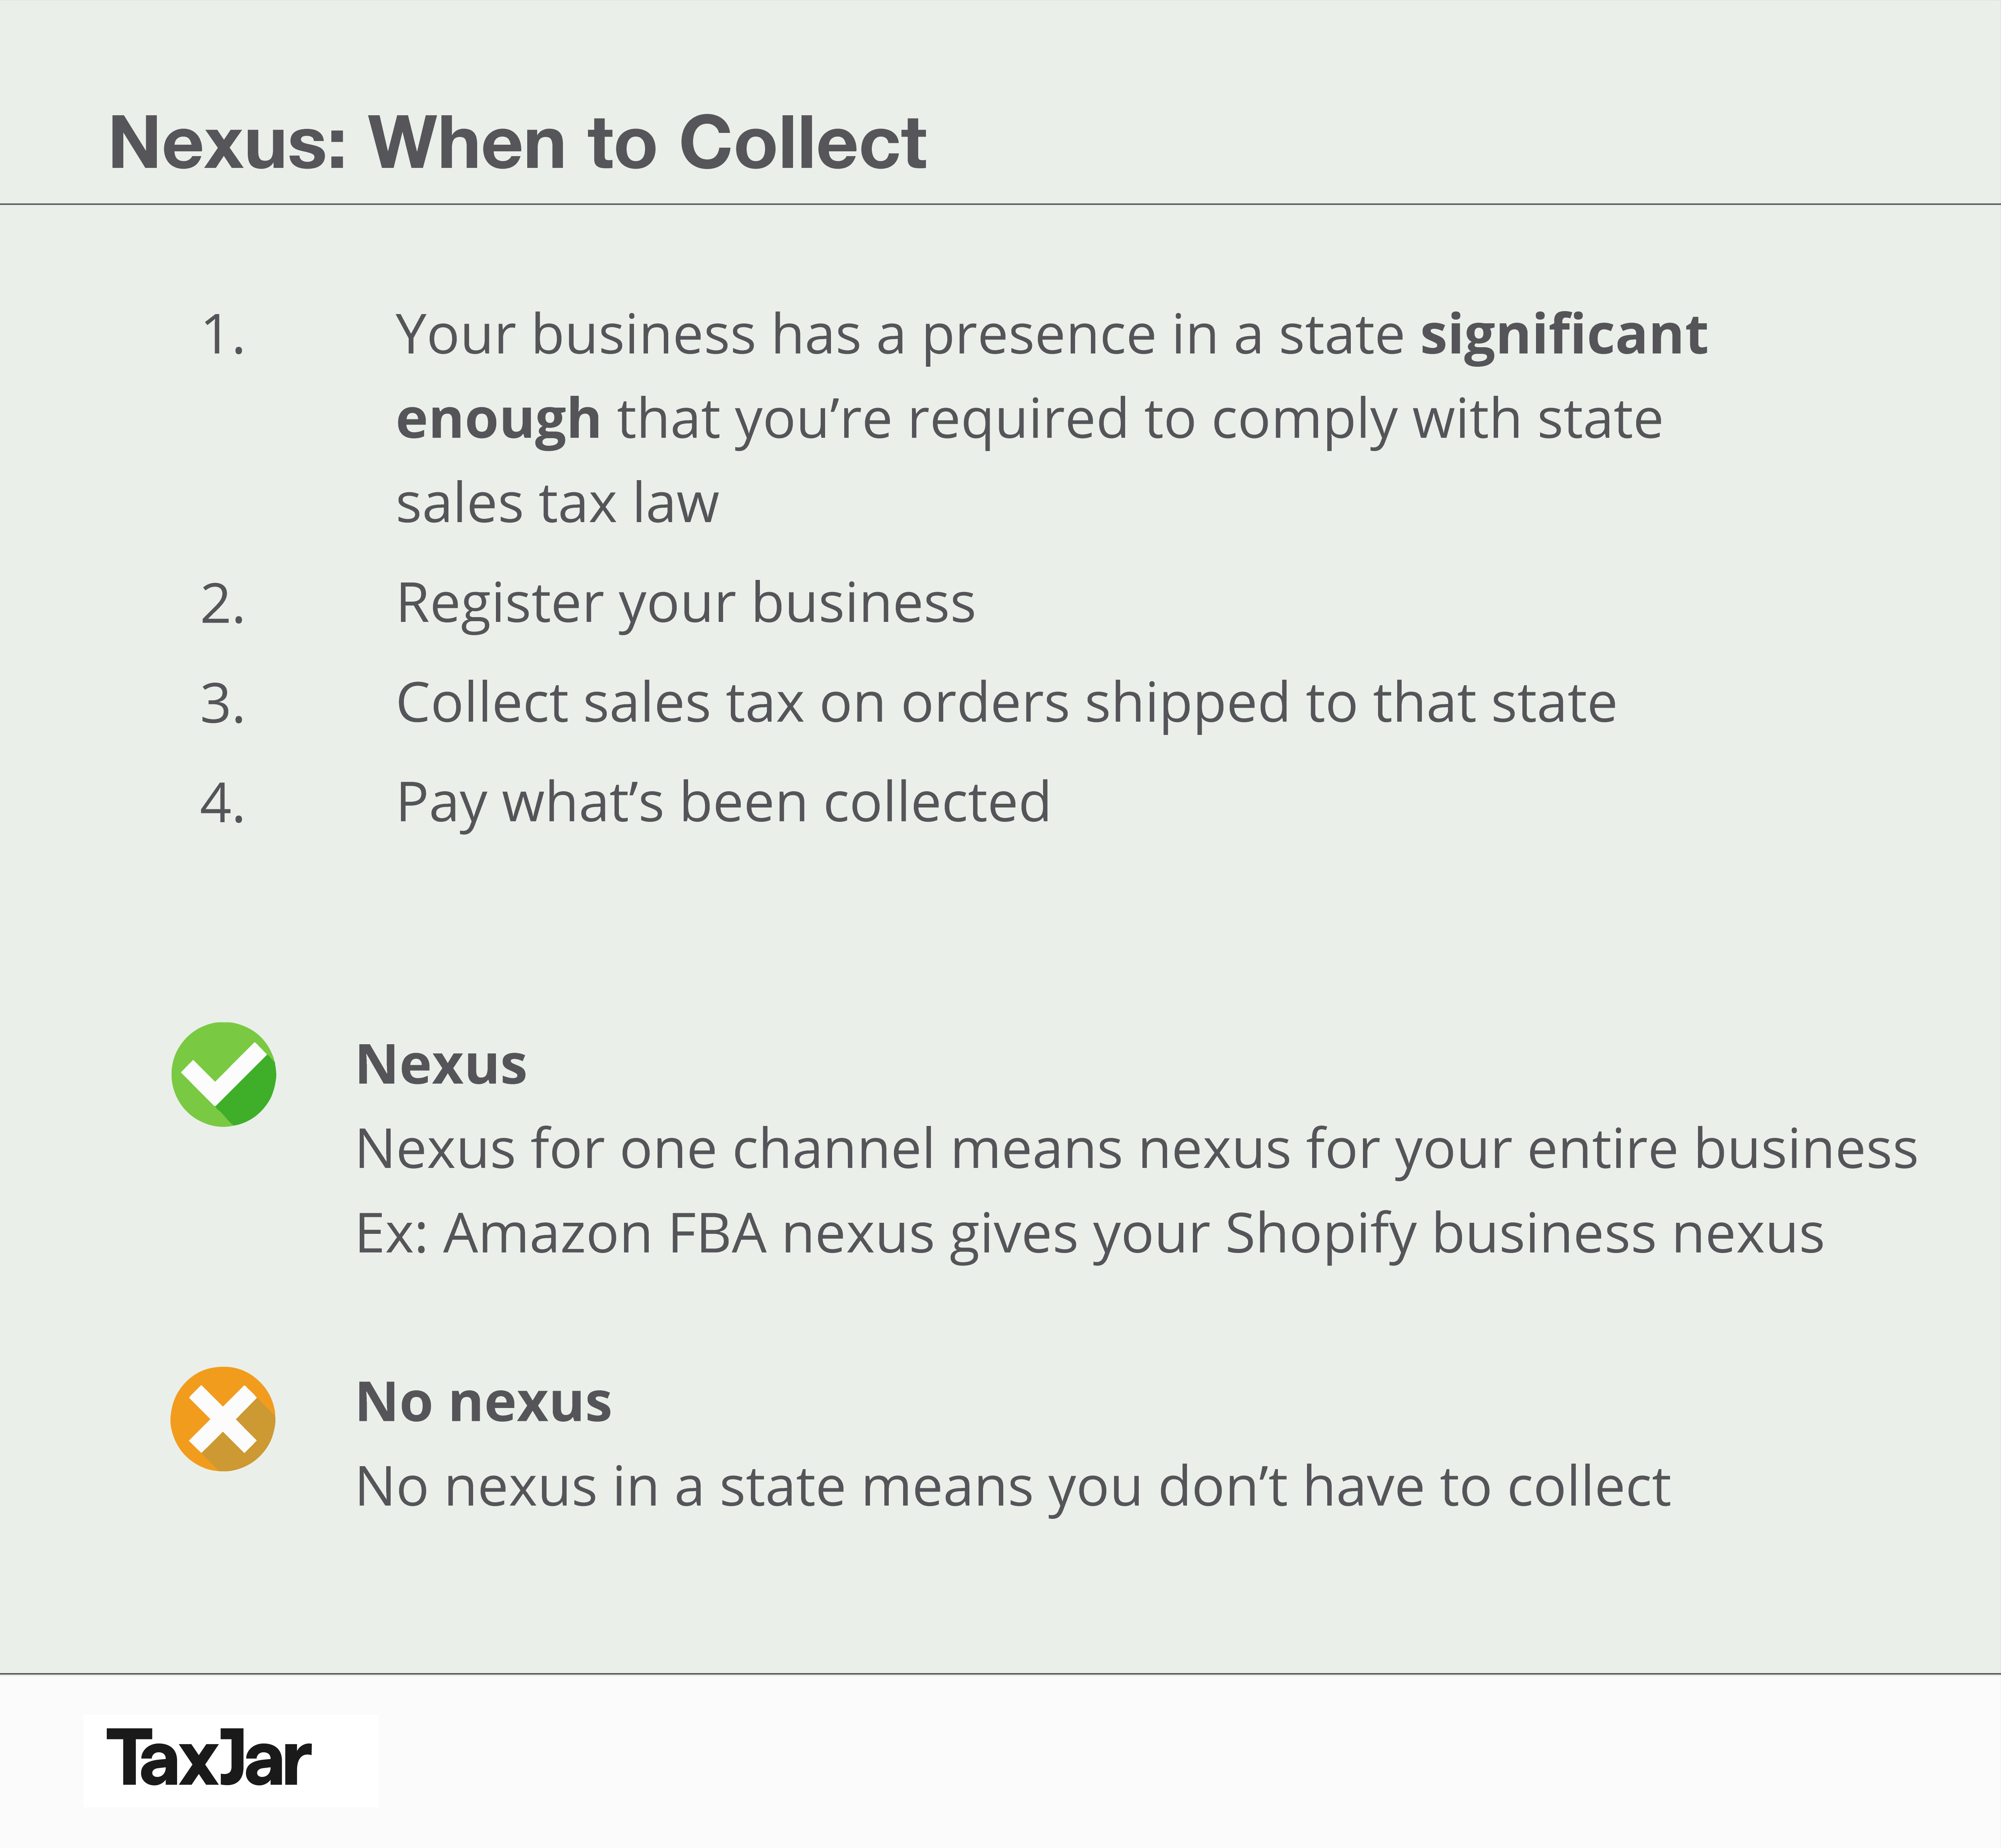 Nexus: When to Collect
1. Your business has a presence in a state significant
enough that you’re required to comply with state
sales tax law
2. Register your business
3. Collect sales tax on orders shipped to that state
4. Pay what’s been collected
Nexus
Nexus for one channel means nexus for your entire business
Ex: Amazon FBA nexus gives your Shopify business nexus
No nexus
No nexus in a state means you don’t have to collect
TaxJar